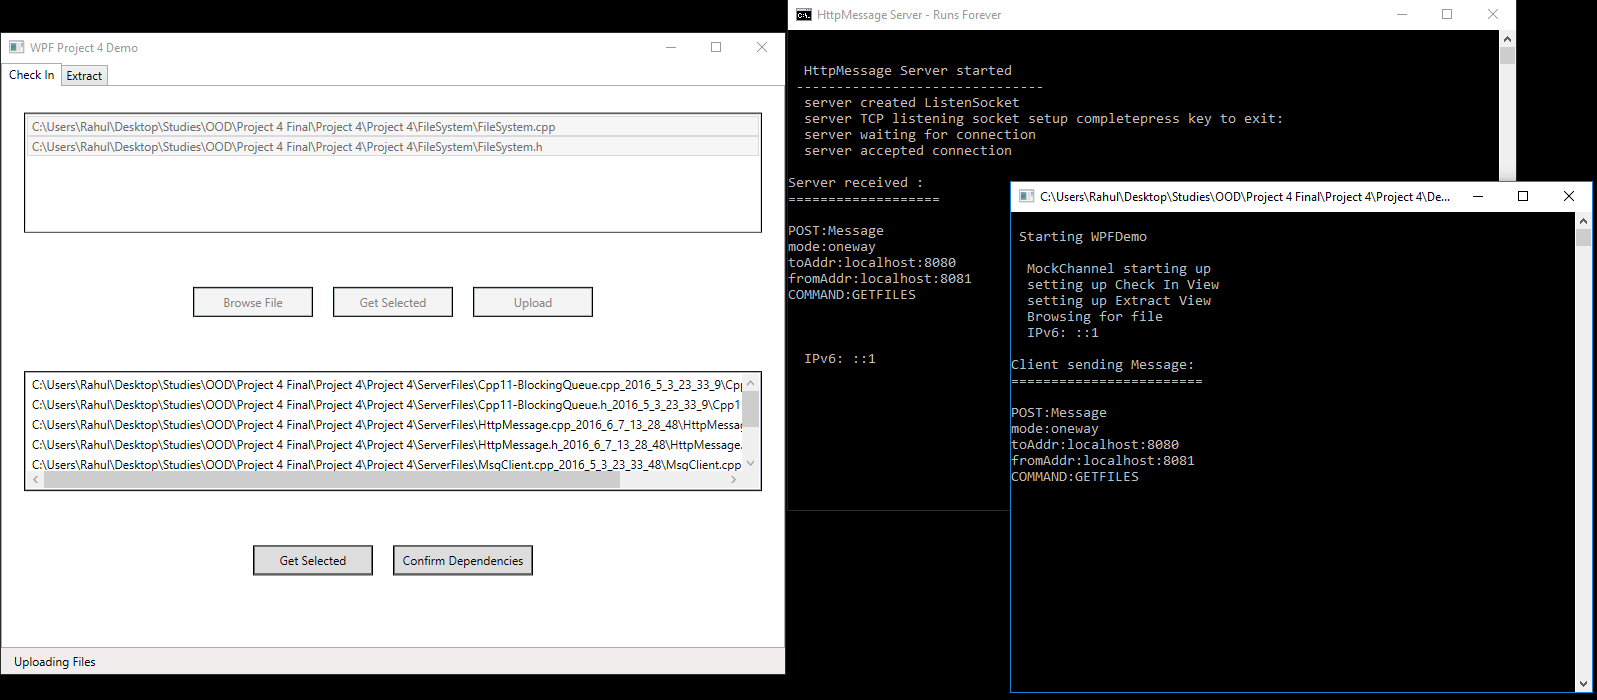 WPF Project 4 Demo
Check In
Extract
C:\Users\Rahul\Desktop\Studies\OOD\Project 4 Final\Project 4\Project 4\FileSystem\FileSystem.cpp
C:\Users\Rahul\Desktop\Studies\OOD\Project 4 Final\Project 4\Project 4\FileSystem\FileSystem.h
Browse File
Get Selected
Upload
C:\Users\Rahul\Desktop\Studies\OOD\Project 4 Final\Project 4\Project 4\ServerFiles\Cpp11-BlockingQueue.cpp_2016_5_3_23_33_9\Cpp
C:\Users\Rahul\Desktop\Studies\OOD\Project 4 Final\Project 4\Project 4\ServerFiles\Cpp11-BlockingQueue.h_2016_5_3_23_33_9\Cpp1
C:\Users\Rahul\Desktop\Studies\OOD\Project 4 Final\Project 4\Project 4\ServerFiles\HttpMessage.cpp_2016_6_7_13_28_48\HttpMessag
C:\Users\Rahul\Desktop\Studies\OOD\Project 4 Final\Project 4\Project 4\ServerFiles\HttpMessage.h_2016_6_7_13_28_48\HttpMessage.
C:\Users\Rahul\Desktop\Studies\OOD\Project 4 Final\Project 4\Project 4\ServerFiles\MsgClient.cpp_2016_5_3_23_33_48\MsgClient.cpp
Get Selected
Confirm Dependencies
Uploading Files
HttpMessage Server - Runs Forever
HttpMessage Server started
-------------------------------
server created ListenSocket
server TCP listening socket setup completepress key to exit:
server waiting for connection
server accepted connection
Server received :
===================
POST:Message
mode:oneway
toAddr:localhost:8080
fromAddr:localhost:8081
COMMAND:GETFILES
IPv6: ::1
C:\Users\Rahul\Desktop\Studies\OOD\Project 4 Final\Project 4\Project 4\De...
Starting WPFDemo
MockChannel starting up
setting up Check In View
setting up Extract View
Browsing for file
IPv6: ::1
Client sending Message:
========================
POST:Message
mode:oneway
toAddr:localhost:8080
fromAddr:localhost:8081
COMMAND:GETFILES